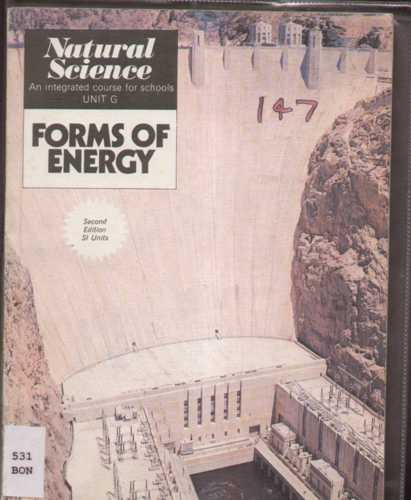 Natural
Science
An integrated course for schools
UNIT G
147
FORMS OF
ENERGY
Second
Edition
SI Units
531
BON